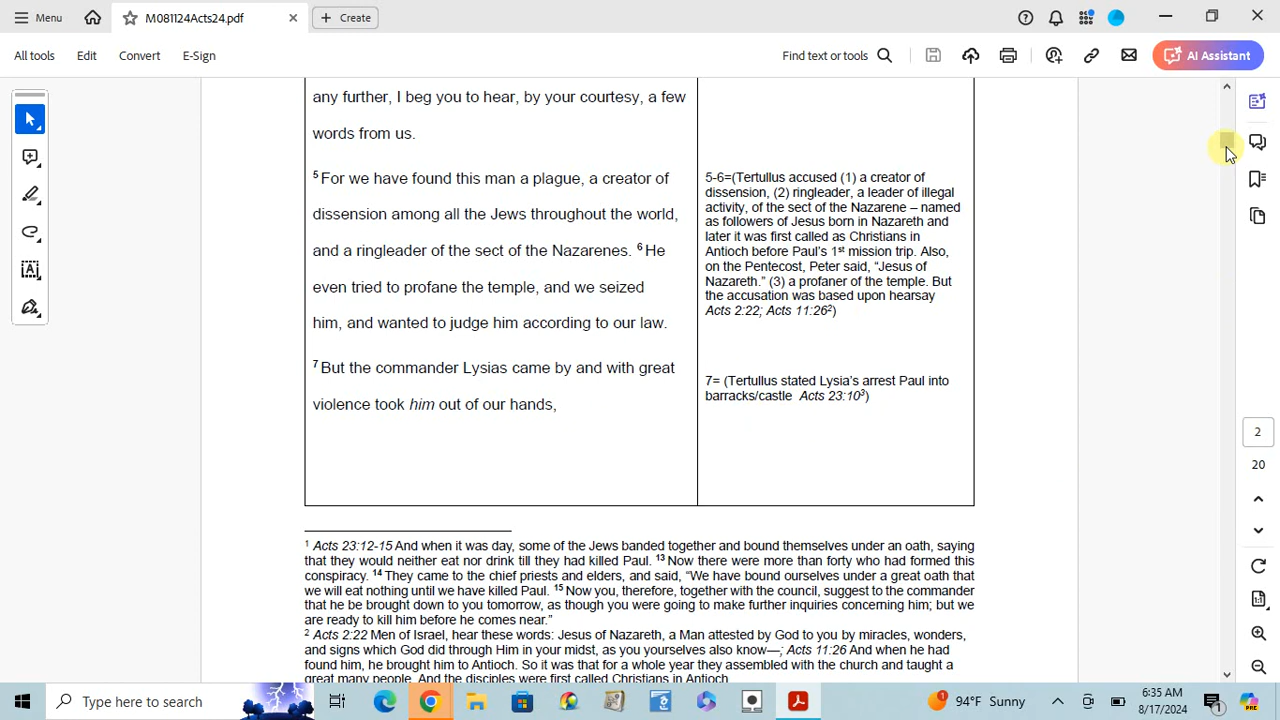 Menu
M081124Acts24.pdf
Create
All tools
Edit
Convert
E-Sign
Find text or tools
AI Assistant
any further, I beg you to hear, by your courtesy, a few
words from us.
5 For we have found this man a plague, a creator of
dissension among all the Jews throughout the world,
and a ringleader of the sect of the Nazarenes. 6 He
even tried to profane the temple, and we seized
him, and wanted to judge him according to our law.
7 But the commander Lysias came by and with great
violence took him out of our hands,
5-6=(Tertullus accused (1) a creator of
dissension, (2) ringleader, a leader of illegal
activity, of the sect of the Nazarene – named
as followers of Jesus born in Nazareth and
later it was first called as Christians in
Antioch before Paul's 1st mission trip. Also,
on the Pentecost, Peter said, “Jesus of
Nazareth.” (3) a profaner of the temple. But
the accusation was based upon hearsay
Acts 2:22; Acts 11:26²)
7= (Tertullus stated Lysia's arrest Paul into
barracks/castle  Acts 23:10³)
1 Acts 23:12-15 And when it was day, some of the Jews banded together and bound themselves under an oath, saying
that they would neither eat nor drink till they had killed Paul. 13 Now there were more than forty who had formed this
conspiracy. 14 They came to the chief priests and elders, and said, “We have bound ourselves under a great oath that
we will eat nothing until we have killed Paul. 15 Now you, therefore, together with the council, suggest to the commander
that he be brought down to you tomorrow, as though you were going to make further inquiries concerning him; but we
are ready to kill him before he comes near.”
2 Acts 2:22 Men of Israel, hear these words: Jesus of Nazareth, a Man attested by God to you by miracles, wonders,
and signs which God did through Him in your midst, as you yourselves also know—; Acts 11:26 And when he had
found him, he brought him to Antioch. So it was that for a whole year they assembled with the church and taught a
great many people. And the disciples were first called Christians in Antioch
2
20
Type here to search
1
94°F Sunny
6:35 AM
8/17/2024
1
PRE